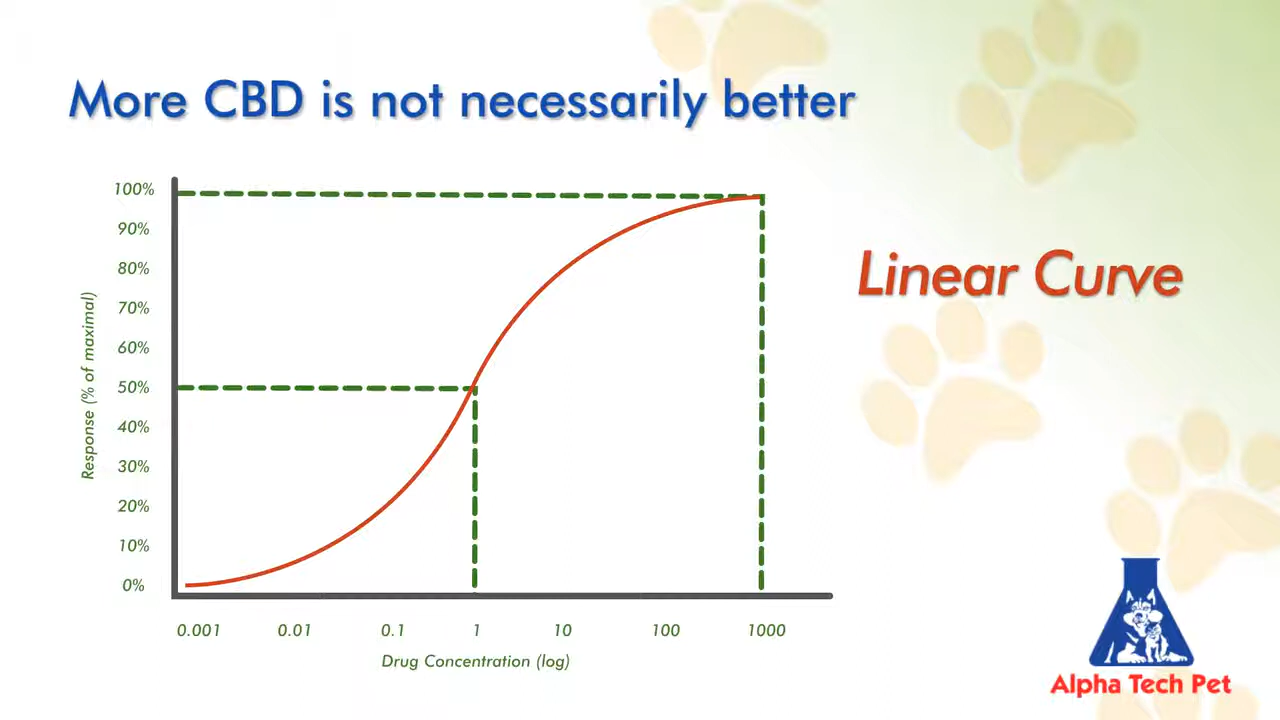 More CBD is not necessarily better
Linear Curve
Response (% of maximal)
100%
90%
80%
70%
60%
50%
40%
30%
20%
10%
0%
0.001 0.01 0.1 1 10 100 1000
Drug Concentration (log)
Alpha Tech Pet